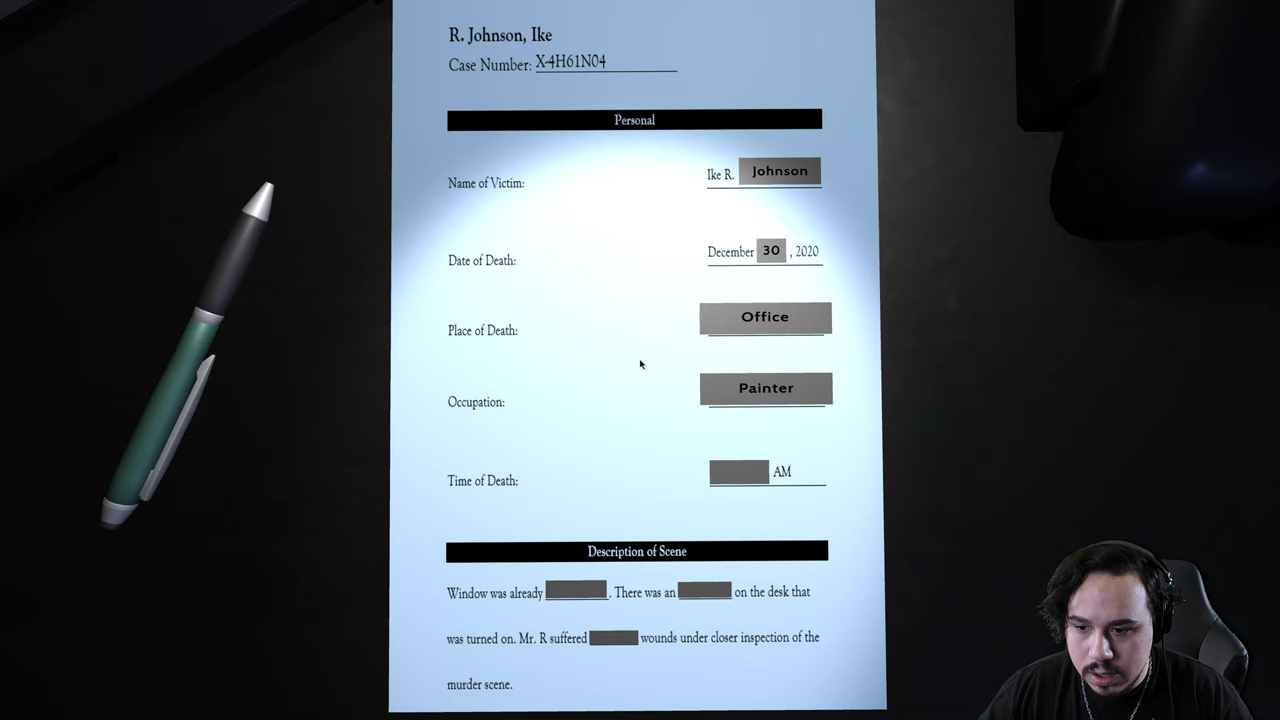 R. Johnson, Ike
Case Number: X-4H61N04
Personal
Name of Victim: Ike R. Johnson
Date of Death: December 30 , 2020
Place of Death: Office
Occupation: Painter
Time of Death: AM
Description of Scene
Window was already . There was an on the desk that
was turned on. Mr. R suffered wounds under closer inspection of the
murder scene.